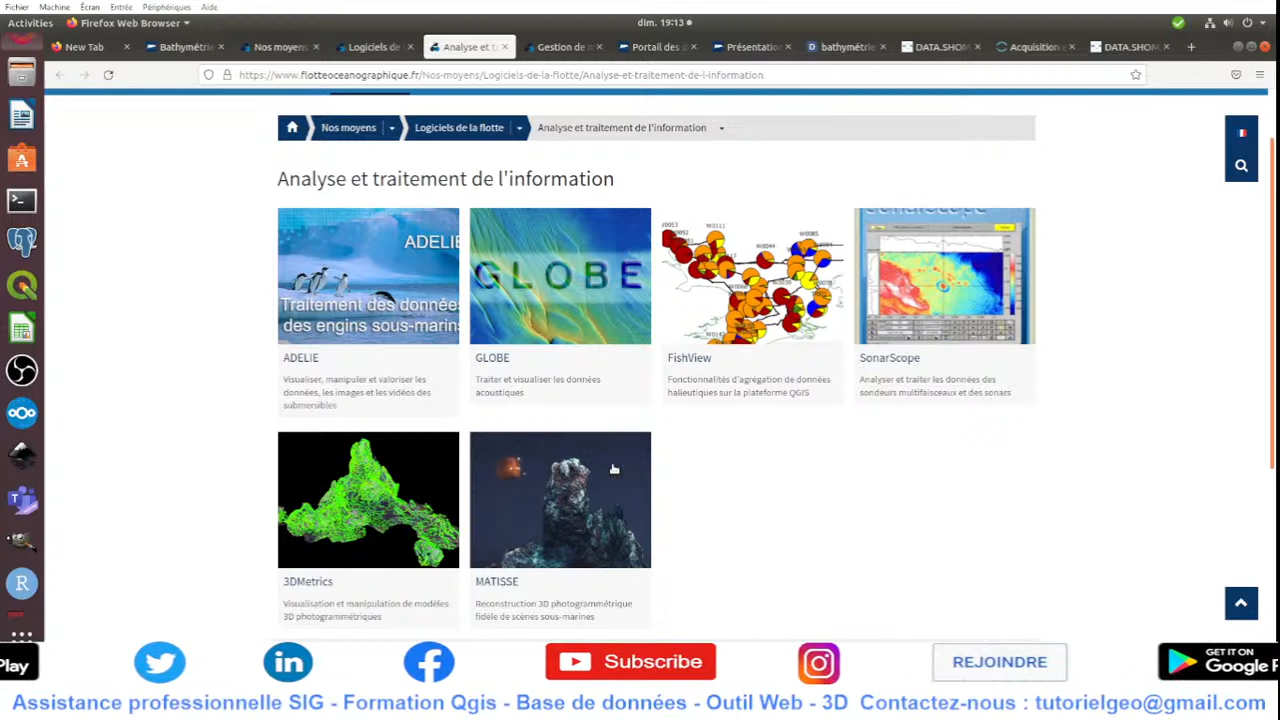 Fichier Machine Écran Entrée Périphériques Aide
Activities Firefox Web Browser dim. 19:13
New Tab Bathymétri Nos moyens Logiciels de Analyse et t Gestion de Portail des d Présentation bathymétrie DATA.SHOM Acquisition e DATA.SHOM
https://www.flotteoceanographique.fr/Nos-moyens/Logiciels-de-la-flotte/Analyse-et-traitement-de-l-information
Nos moyens Logiciels de la flotte Analyse et traitement de l'information
Analyse et traitement de l'information
ADELIE
Traitement des données
des engins sous-marins
GLOBE
W0053
W0111
W0085
W0044
SonarScope
ADELIE
Visualiser, manipuler et valoriser les
données, les images et les vidéos des
submersibles
GLOBE
Traiter et visualiser les données
acoustiques
FishView
Fonctionnalités d'agrégation de données
halieutiques sur la plateforme QGIS
SonarScope
Analyser et traiter les données des
sondeurs multifaisceaux et des sonars
3DMetrics
Visualisation et manipulation de modèles
3D photogrammétriques
MATISSE
Reconstruction 3D photogrammétrique
fidèle de scènes sous-marines
Play
Subscribe
REJOINDRE
GET IT ON
Google P
Assistance professionnelle SIG - Formation Qgis - Base de données - Outil Web - 3D Contactez-nous : tutorielgeo@gmail.com